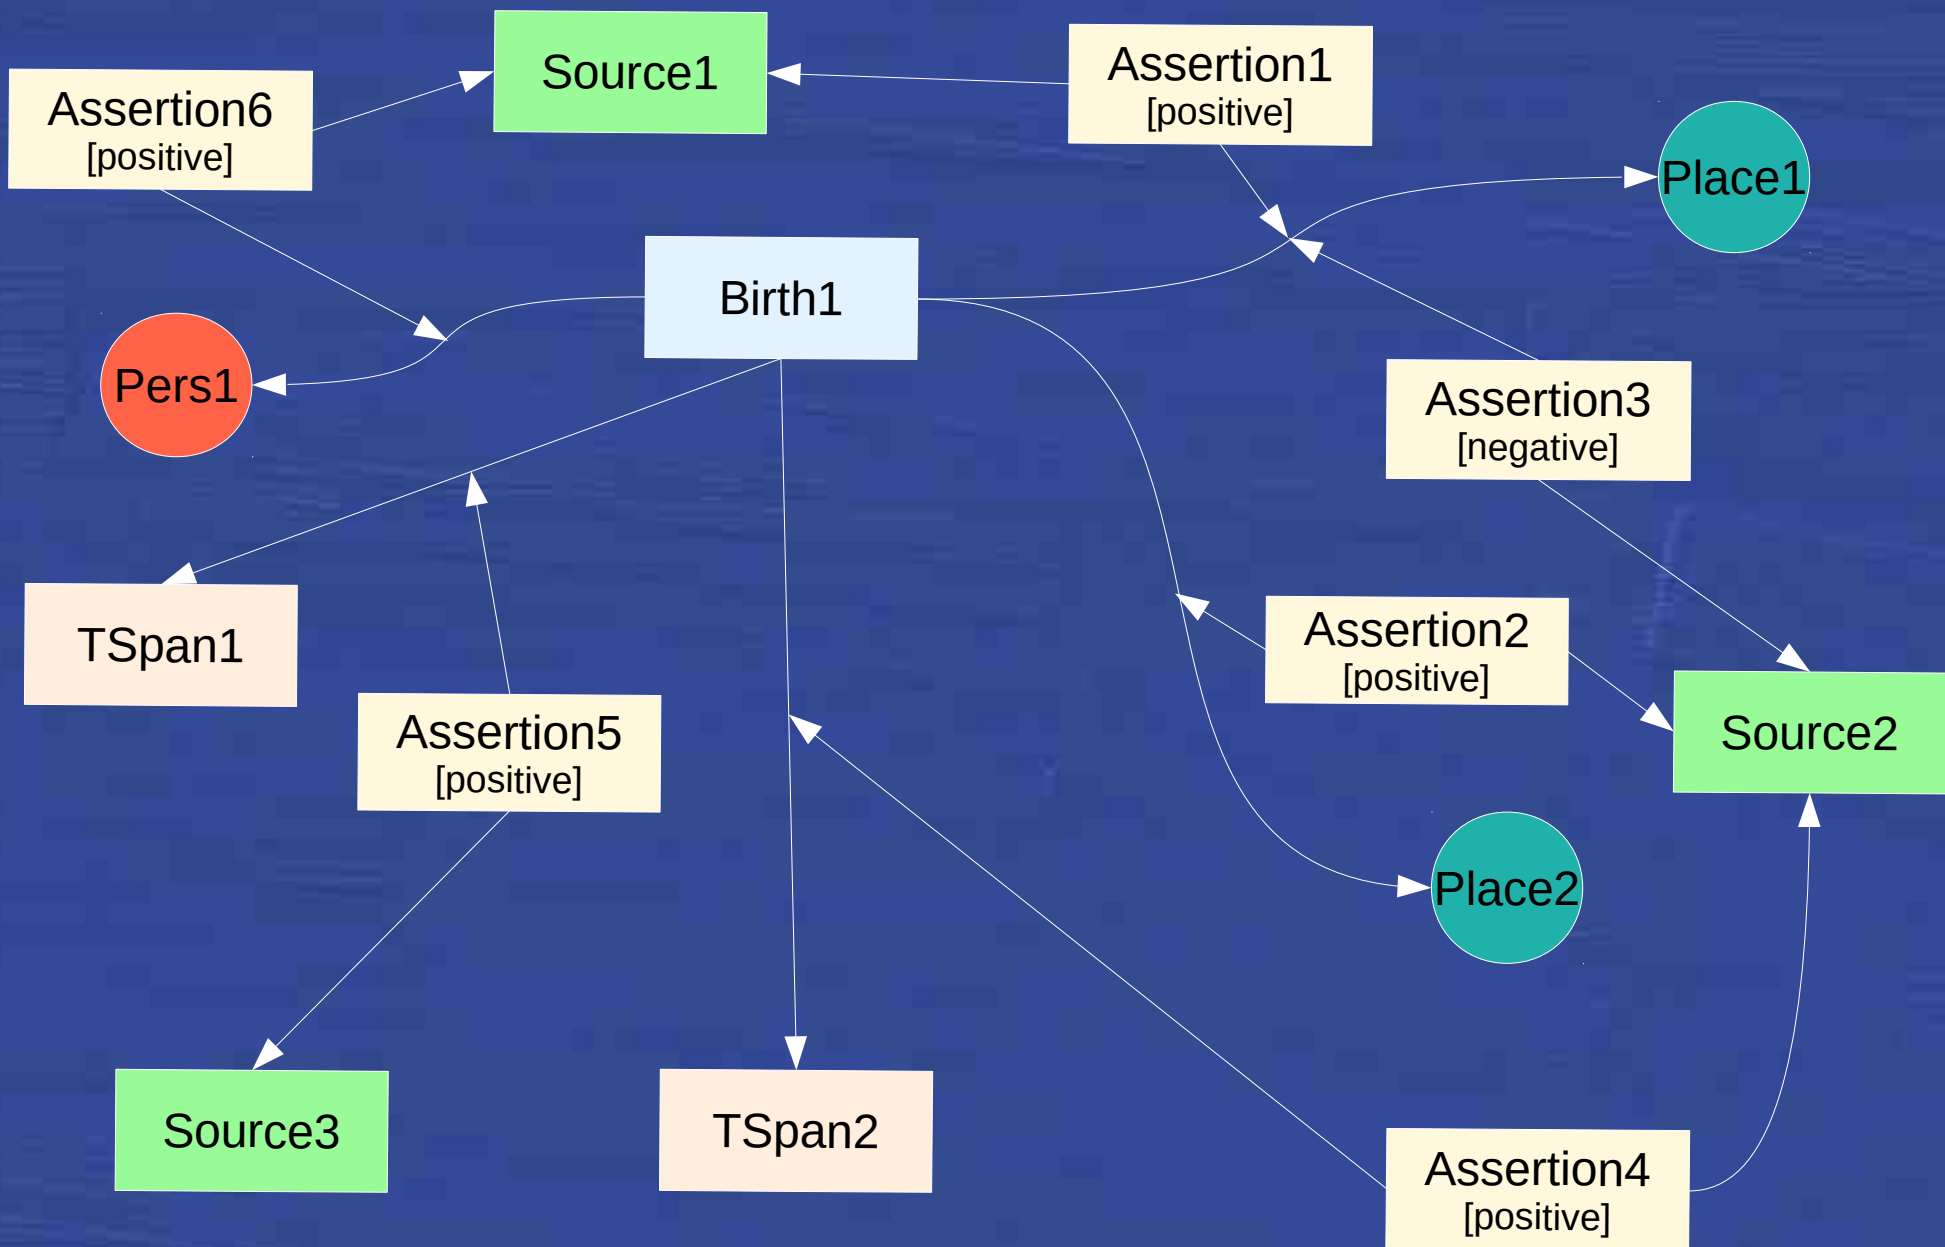 Source1
Assertion1
[positive]
Assertion6
[positive]
Place1
Birth1
Pers1
Assertion3
[negative]
TSpan1
Assertion2
[positive]
Assertion5
[positive]
Source2
Place2
Source3
TSpan2
Assertion4
[positive]